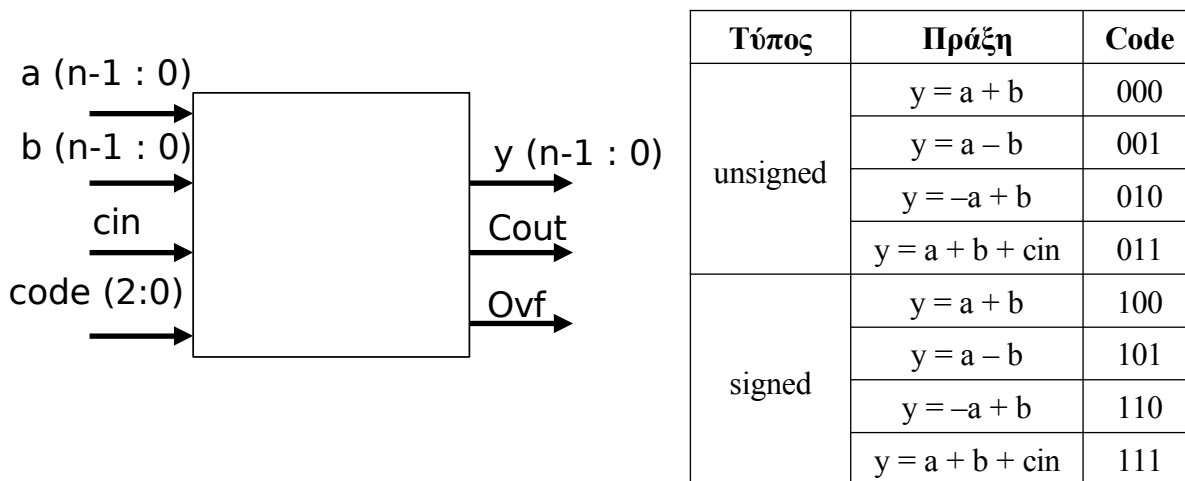 a (n-1 : 0)
b (n-1 : 0)
cin
code (2:0)
y (n-1 : 0)
Cout
Ovf
Τύπος Πράξη Code
unsigned
y = a + b 000
y = a – b 001
y = –a + b 010
y = a + b + cin 011
signed
y = a + b 100
y = a – b 101
y = –a + b 110
y = a + b + cin 111